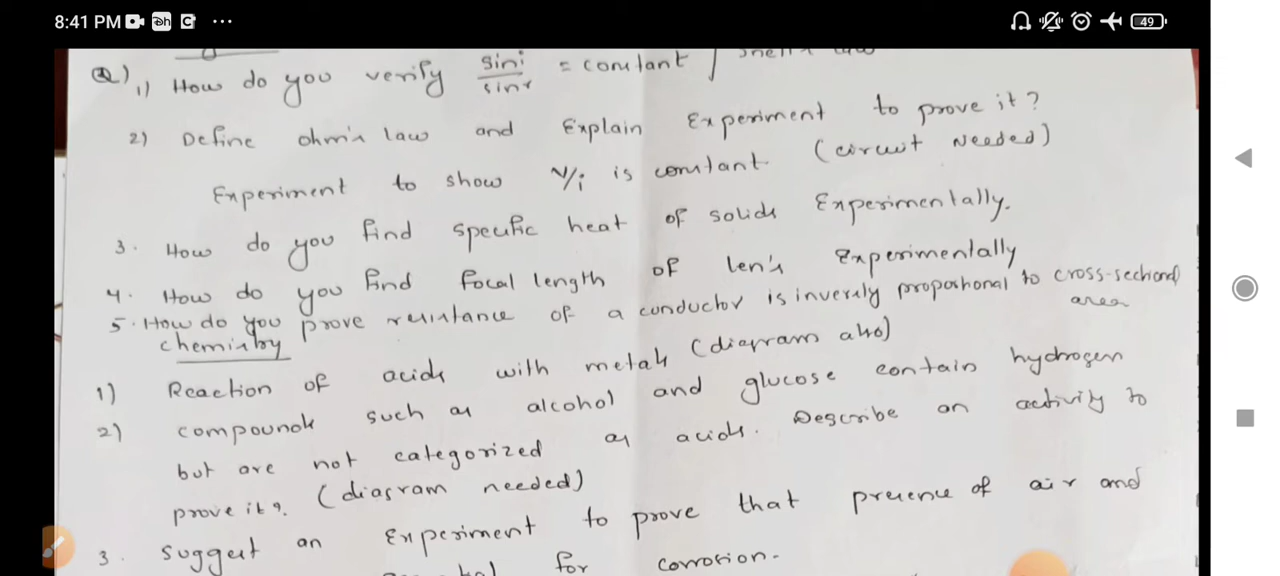 8:41 PM
49
Q) 1) How do you verify sini/sinr = constant / snell's law
2) Define ohm's law and Explain Experiment to prove it?
Experiment to show V/i is constant. (circuit Needed)
3. How do you find specific heat of solids Experimentally.
4. How do you find focal length of len's Experimentally
5. How do you prove resistance of a conductor is inversly proportional to cross-sectional area
chemistry
1) Reaction of acids with metals (diagram also)
2) compounds such as alcohol and glucose contain hydrogen
but are not categorized as acids. Describe an activity to
prove it?. (diagram needed)
3. Suggest an Experiment to prove that presence of air and
for corrosion.